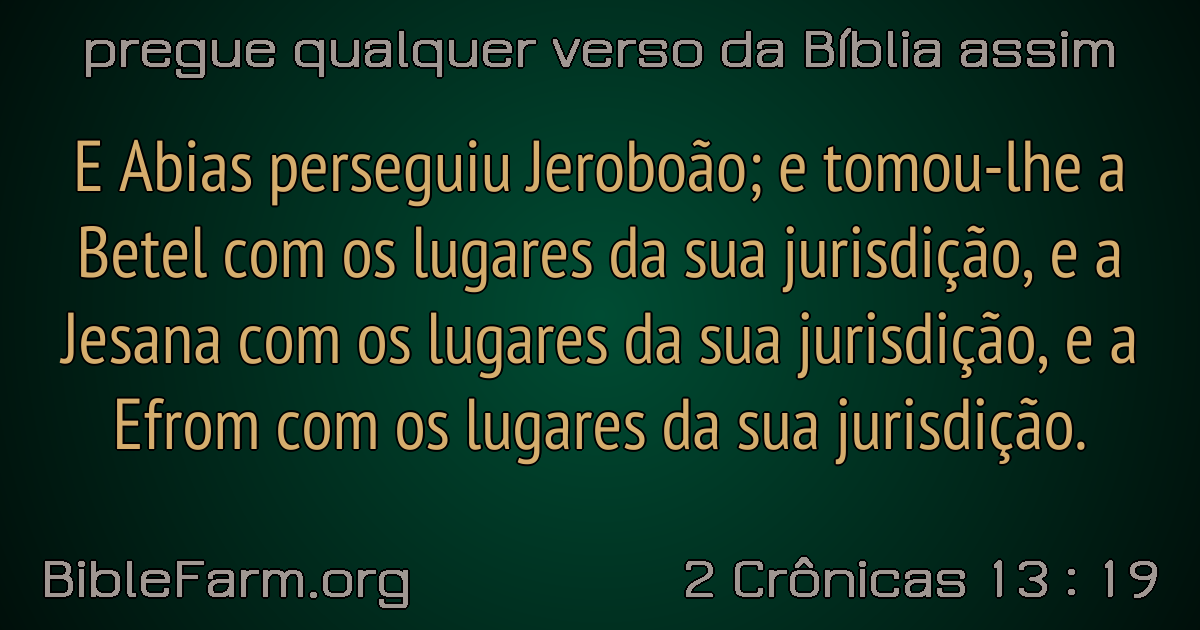 pregue qualquer verso da Bíblia assim
E Abias perseguiu Jeroboão; e tomou-lhe a
Betel com os lugares da sua jurisdição, e a
Jesana com os lugares da sua jurisdição, e a
Efrom com os lugares da sua jurisdição.
BibleFarm.org
2 Crônicas 13 : 19